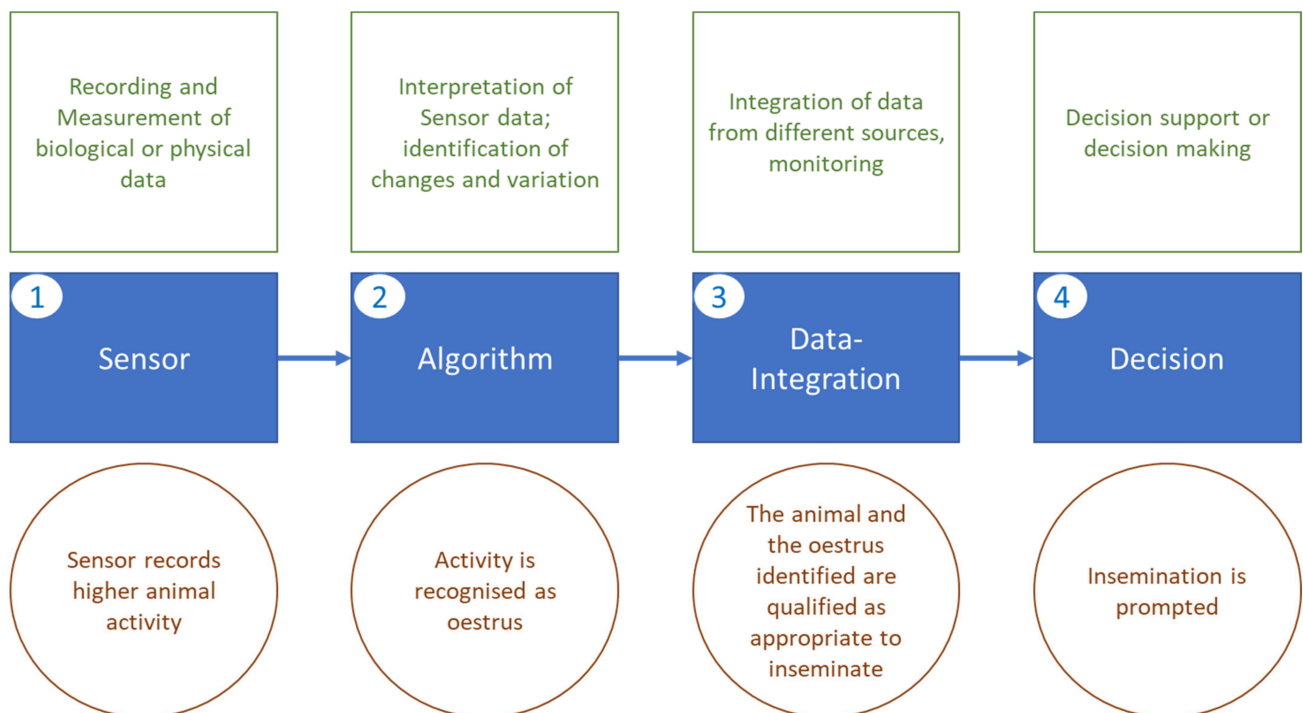 Recording and
Measurement of
biological or physical
data
Interpretation of
Sensor data;
identification of
changes and variation
Integration of data
from different sources,
monitoring
Decision support or
decision making
1
Sensor
2
Algorithm
3
Data-
Integration
4
Decision
Sensor records
higher animal
activity
Activity is
recognised as
oestrus
The animal and
the oestrus
identified are
qualified as
appropriate to
inseminate
Insemination is
prompted